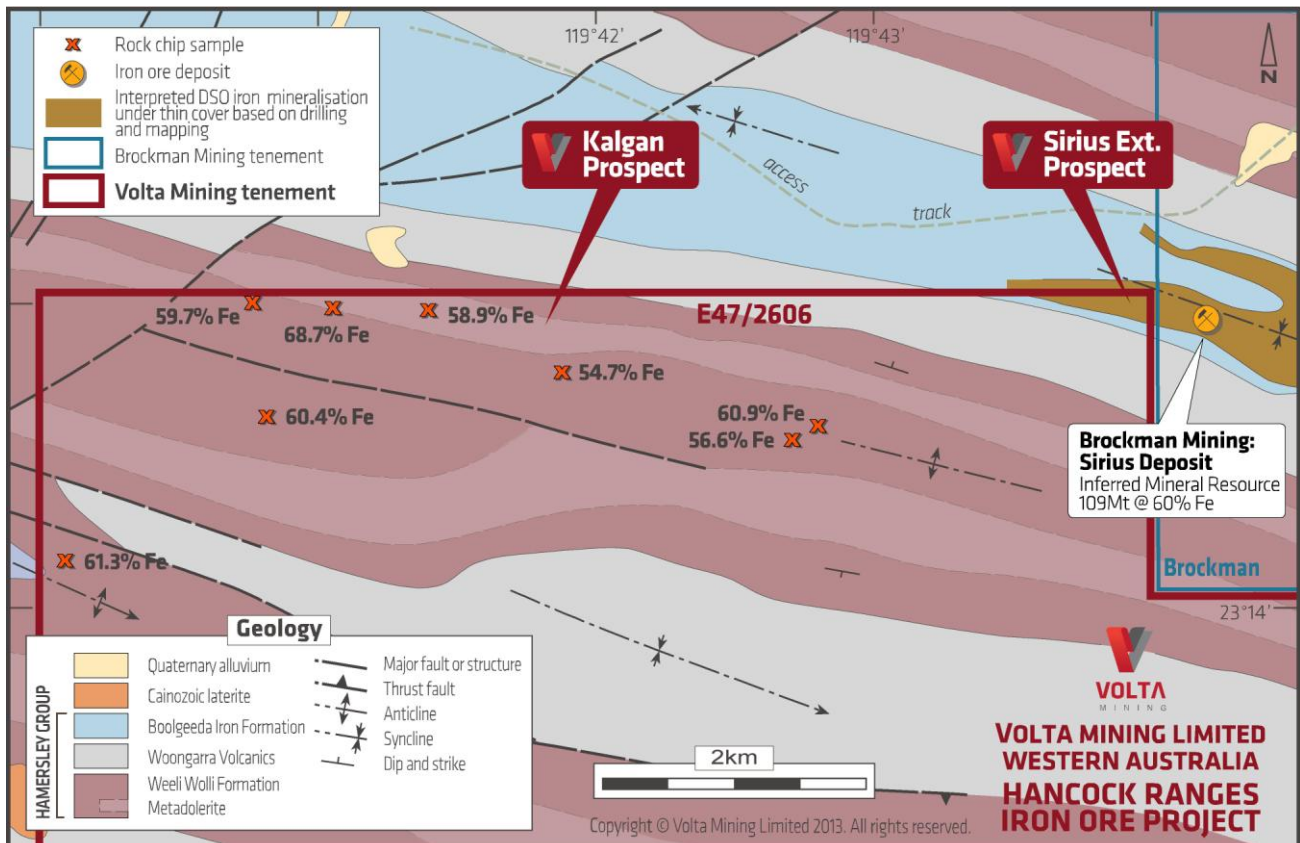 Rock chip sample
Iron ore deposit
Interpreted DSO iron mineralisation
under thin cover based on drilling
and mapping
Brockman Mining tenement
Volta Mining tenement
119°42'
119°43'
N
Kalgan
Prospect
Sirius Ext.
Prospect
access
track
59.7% Fe
68.7% Fe
58.9% Fe
E47/2606
54.7% Fe
60.4% Fe
60.9% Fe
56.6% Fe
61.3% Fe
Brockman Mining:
Sirius Deposit
Inferred Mineral Resource
109Mt @ 60% Fe
Brockman
23°14'
Geology
HAMERSLEY GROUP
Quaternary alluvium
Cainozoic laterite
Boolgeeda Iron Formation
Woongarra Volcanics
Weeli Wolli Formation
Metadolerite
Major fault or structure
Thrust fault
Anticline
Syncline
Dip and strike
2km
Copyright © Volta Mining Limited 2013. All rights reserved.
VOLTA
MINING
VOLTA MINING LIMITED
WESTERN AUSTRALIA
HANCOCK RANGES
IRON ORE PROJECT